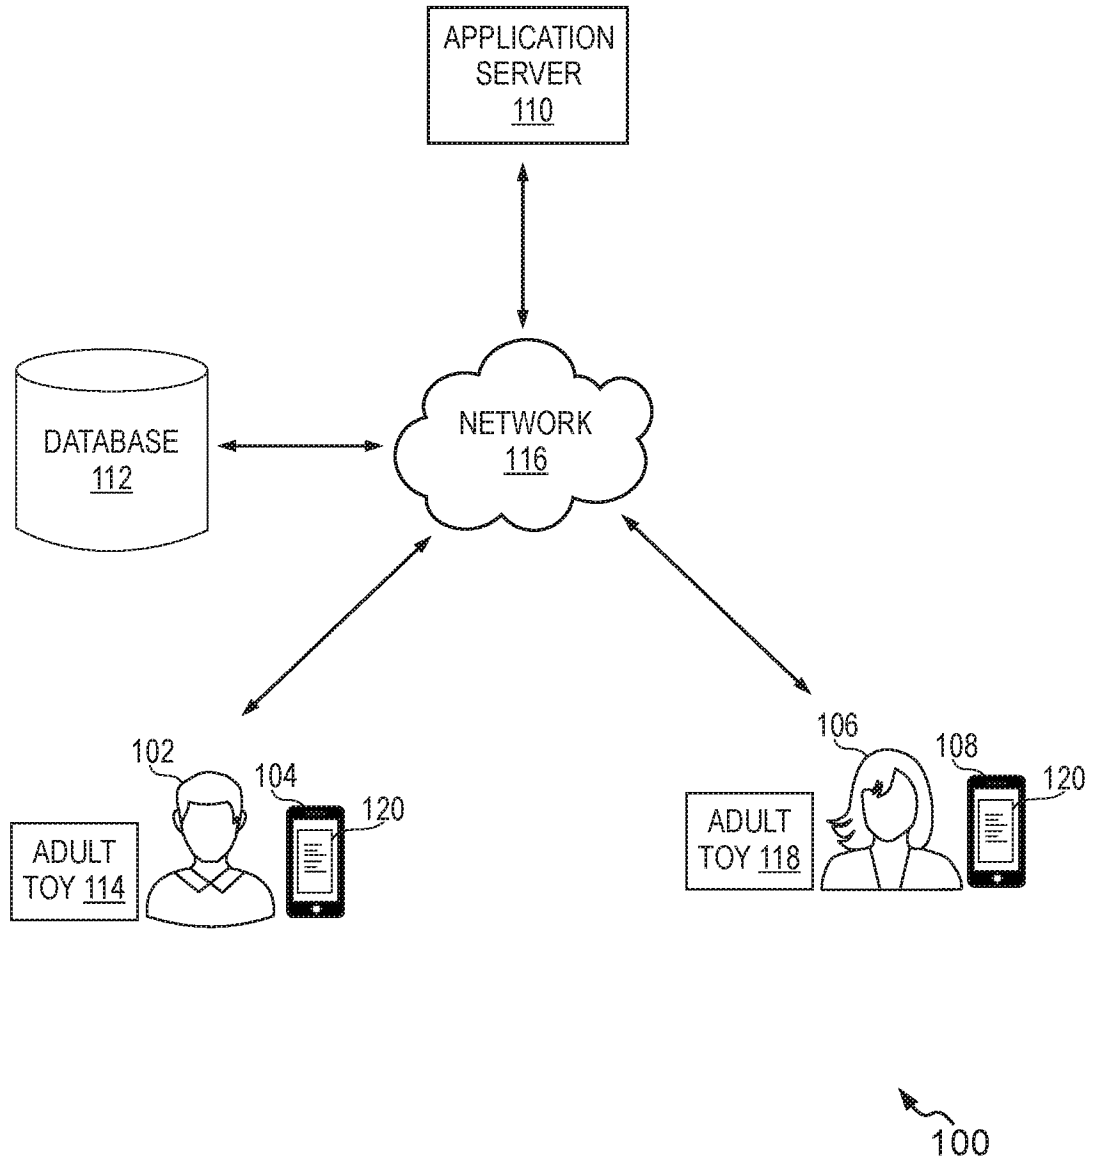 APPLICATION
SERVER
110
NETWORK
116
DATABASE
112
102
104
120
ADULT
TOY 114
106
108
120
ADULT
TOY 118
100